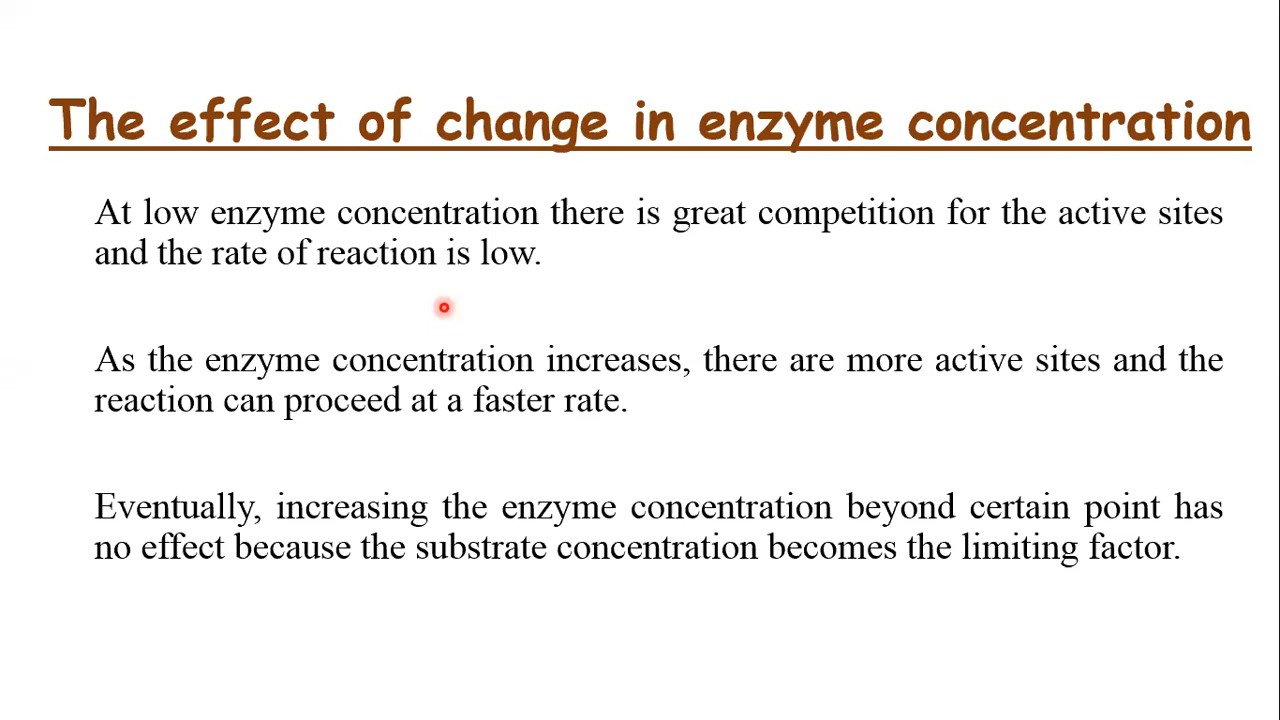 The effect of change in enzyme concentration
At low enzyme concentration there is great competition for the active sites
and the rate of reaction is low.
As the enzyme concentration increases, there are more active sites and the
reaction can proceed at a faster rate.
Eventually, increasing the enzyme concentration beyond certain point has
no effect because the substrate concentration becomes the limiting factor.